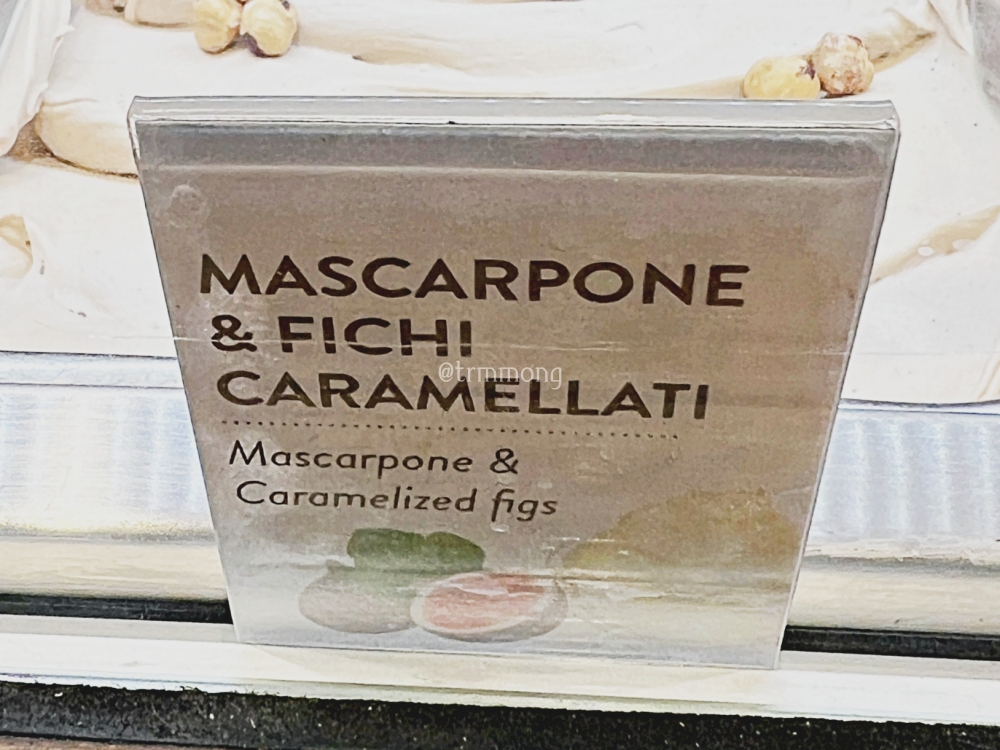 MASCARPONE
& FICHI
CARAMELLATI
Mascarpone &
Caramelized figs
@trmmong